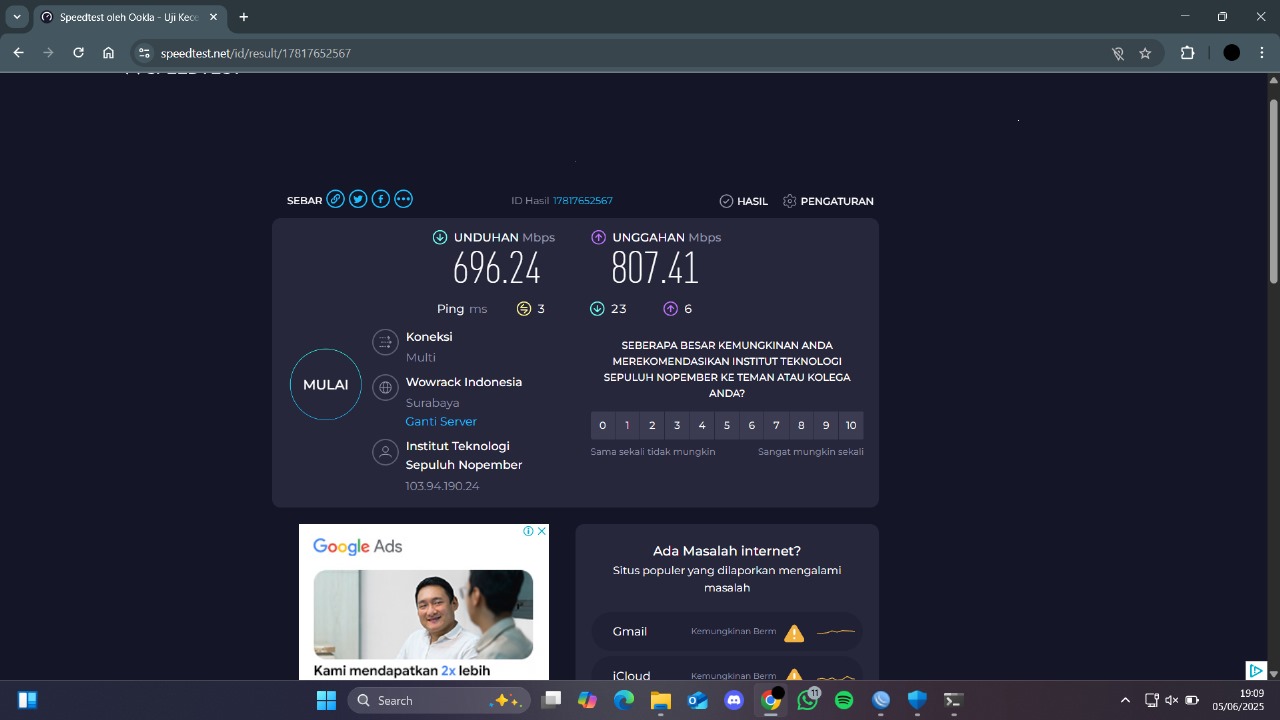 Speedtest oleh Ookla - Uji Kece
speedtest.net/id/result/17817652567
SEBAR
ID Hasil 17817652567
HASIL
PENGATURAN
UNDUHAN Mbps
UNGGAHAN Mbps
696.24
807.41
Ping ms
3
23
6
MULAI
Koneksi
Multi
Wowrack Indonesia
Surabaya
Ganti Server
Institut Teknologi
Sepuluh Nopember
103.94.190.24
SEBERAPA BESAR KEMUNGKINAN ANDA
MEREKOMENDASIKAN INSTITUT TEKNOLOGI
SEPULUH NOPEMBER KE TEMAN ATAU KOLEGA
ANDA?
0 1 2 3 4 5 6 7 8 9 10
Sama sekali tidak mungkin
Sangat mungkin sekali
Google Ads
Kami mendapatkan 2x lebih
Ada Masalah internet?
Situs populer yang dilaporkan mengalami
masalah
Gmail
Kemungkinan Berm
iCloud
Kemungkinan Berm
Search
11
19:09
05/06/2025